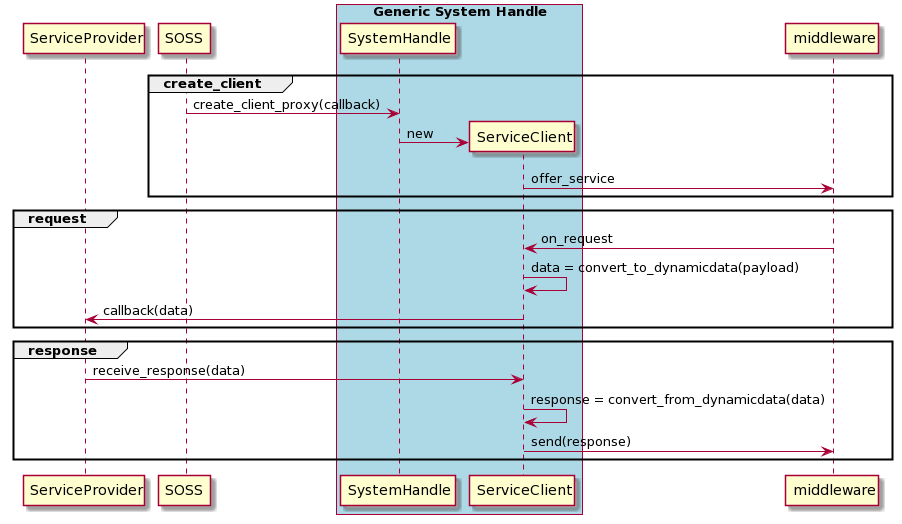 Generic System Handle
ServiceProvider
SOSS
SystemHandle
middleware
create_client
create_client_proxy(callback)
new
ServiceClient
offer_service
request
on_request
data = convert_to_dynamicdata(payload)
callback(data)
response
receive_response(data)
response = convert_from_dynamicdata(data)
send(response)
ServiceProvider
SOSS
SystemHandle
ServiceClient
middleware